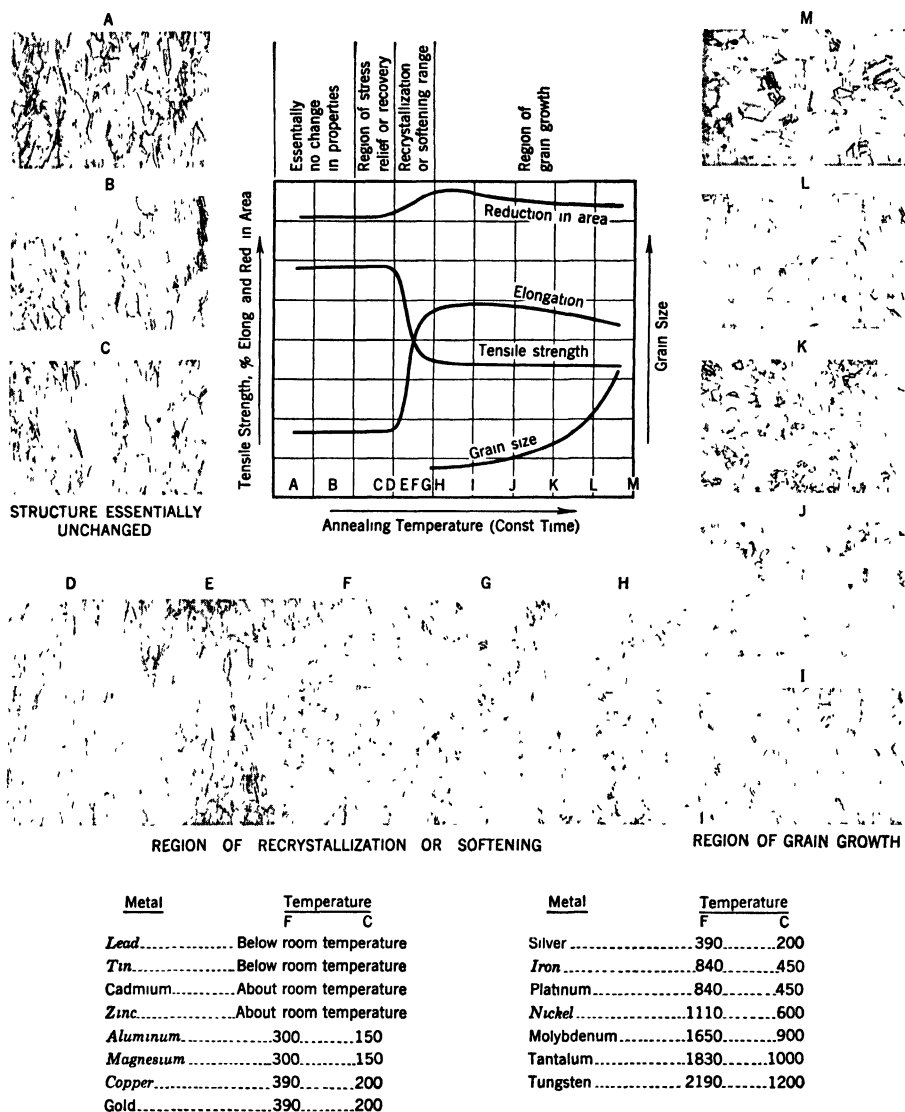 A
B
C
STRUCTURE ESSENTIALLY
UNCHANGED
Essentially
no change
in properties
Region of stress
relief or recovery
Recrystallization
or softening range
Region of
grain growth
Tensile Strength, % Elong and Red in Area
Reduction in area
Elongation
Tensile strength
Grain size
Grain Size
A B C D E F G H I J K L M
Annealing Temperature (Const Time)
M
L
K
J
I
D E F G H
REGION OF RECRYSTALLIZATION OR SOFTENING
REGION OF GRAIN GROWTH
Metal Temperature
F C
Lead Below room temperature
Tin Below room temperature
Cadmium About room temperature
Zinc About room temperature
Aluminum 300 150
Magnesium 300 150
Copper 390 200
Gold 390 200
Metal Temperature
F C
Silver 390 200
Iron 840 450
Platinum 840 450
Nickel 1110 600
Molybdenum 1650 900
Tantalum 1830 1000
Tungsten 2190 1200